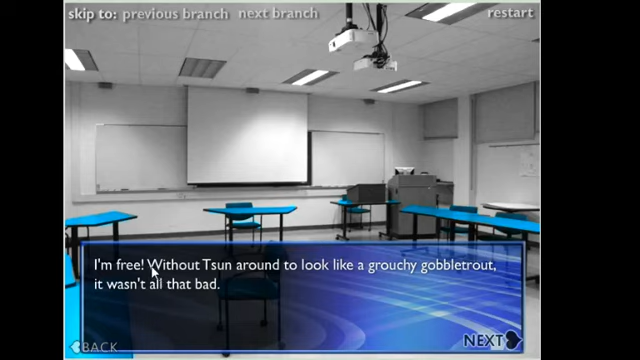 skip to: previous branch next branch restart
I'm free! Without Tsun around to look like a grouchy gobbletrout,
it wasn't all that bad.
BACK NEXT